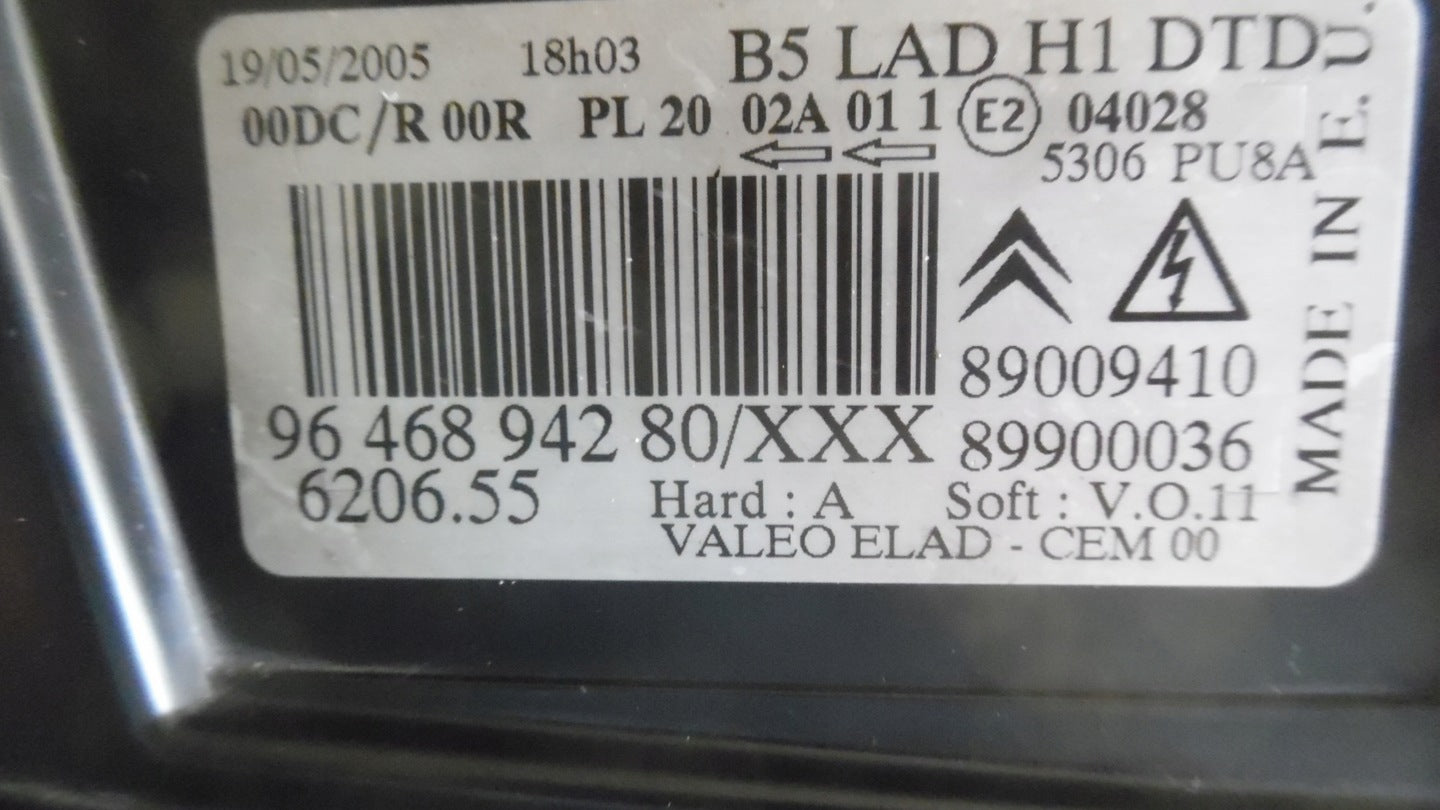 19/05/2005 18h03 B5 LAD H1 DTD
00DC/R 00R PL 20 02A 01 1 E2 04028
5306 PU8A
MADE IN E.U.
89009410
96 468 942 80/XXX 89900036
6206.55 Hard : A Soft : V.O.11
VALEO ELAD - CEM 00